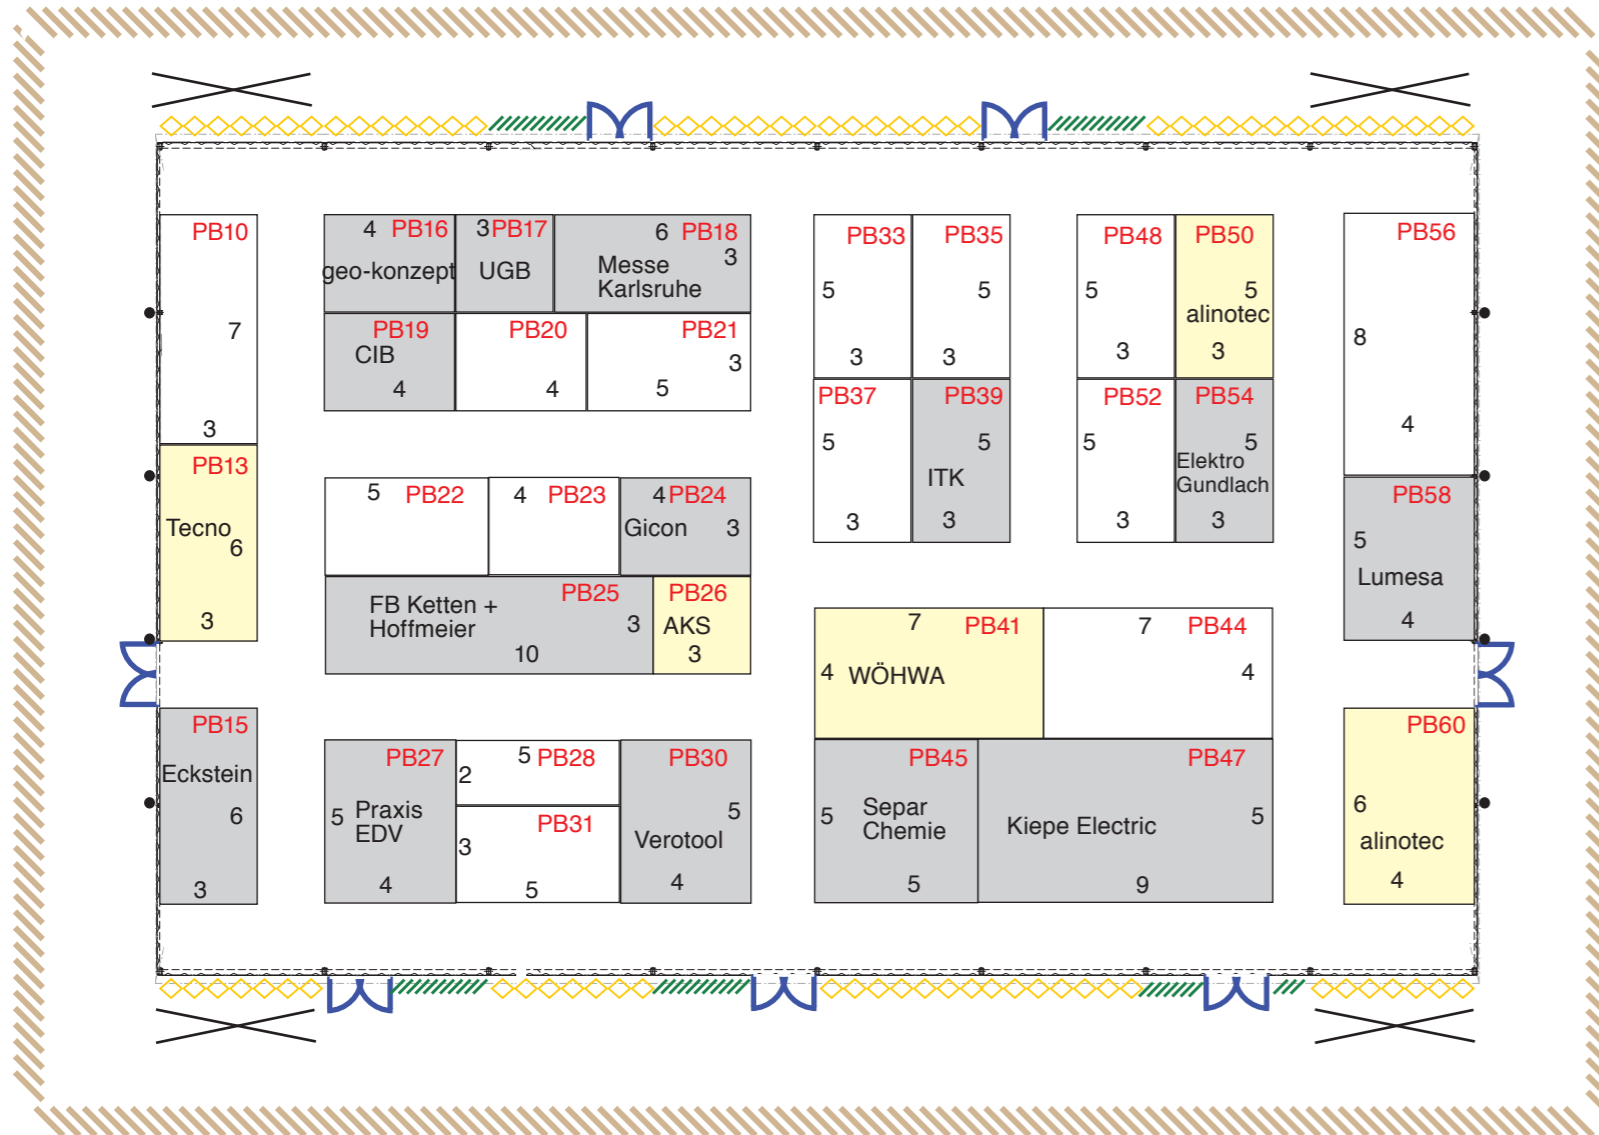 PB10
7
3
PB13
Tecno
6
3
PB15
Eckstein
6
3
4 PB16
geo-konzept
3 PB17
UGB
6 PB18
3
Messe
Karlsruhe
PB19
CIB
4
PB20
4
PB21
3
5
5 PB22
4 PB23
4 PB24
Gicon 3
PB25
FB Ketten +
Hoffmeier
3
10
PB26
AKS
3
PB27
5 Praxis
EDV
4
5 PB28
2
PB31
3
5
PB30
5
Verotool
4
PB33
5
3
PB35
5
3
PB37
5
3
PB39
5
ITK
3
7 PB41
4 WÖHWA
7 PB44
4
PB45
5 Separ
Chemie
5
PB47
Kiepe Electric 5
9
PB48
5
3
PB50
5
alinotec
3
PB52
5
3
PB54
5
Elektro
Gundlach
3
PB56
8
4
PB58
5
Lumesa
4
PB60
6
alinotec
4